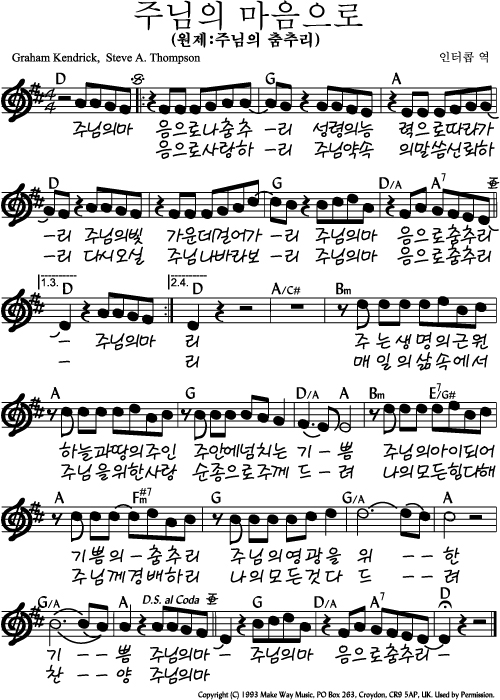 주님의 마음으로
(원제:주님의 춤추리)
Graham Kendrick, Steve A. Thompson
인터콥 역
D G A
주님의마 음으로나춤추 -리 성령의능 력으로따라가
음으로사랑하 -리 주님약속 의말씀신뢰하
D G D/A A7
-리 주님의빛 가운데걸어가 -리 주님의마 음으로춤추리
-리 다시오실 주님나바라보 -리 주님의마 음으로춤추리
1.3. D 2.4. D A/C# Bm
- 주님의마 리 주는생명의근원
- 리 매일의삶속에서
A G D/A A Bm E7/G#
하늘과땅의주인 주안에넘치는 기-쁨 주님의아이되어
주님을위한사랑 순종으로주께 드-려 나의모든힌다해
A F#7m G G/A A
기쁨의-춤추리 주님의영광을 위 --한
주님께경배하리 나의모든것다 드 --려
G/A A D.S. al Coda G D/A A7 D
기--쁨 주님의마- 주님의마 음으로춤추리-
찬--양 주님의마
Copyright (C) 1993 Make Way Music, PO Box 263, Croydon, CR9 5AP, UK. Used by Permission.